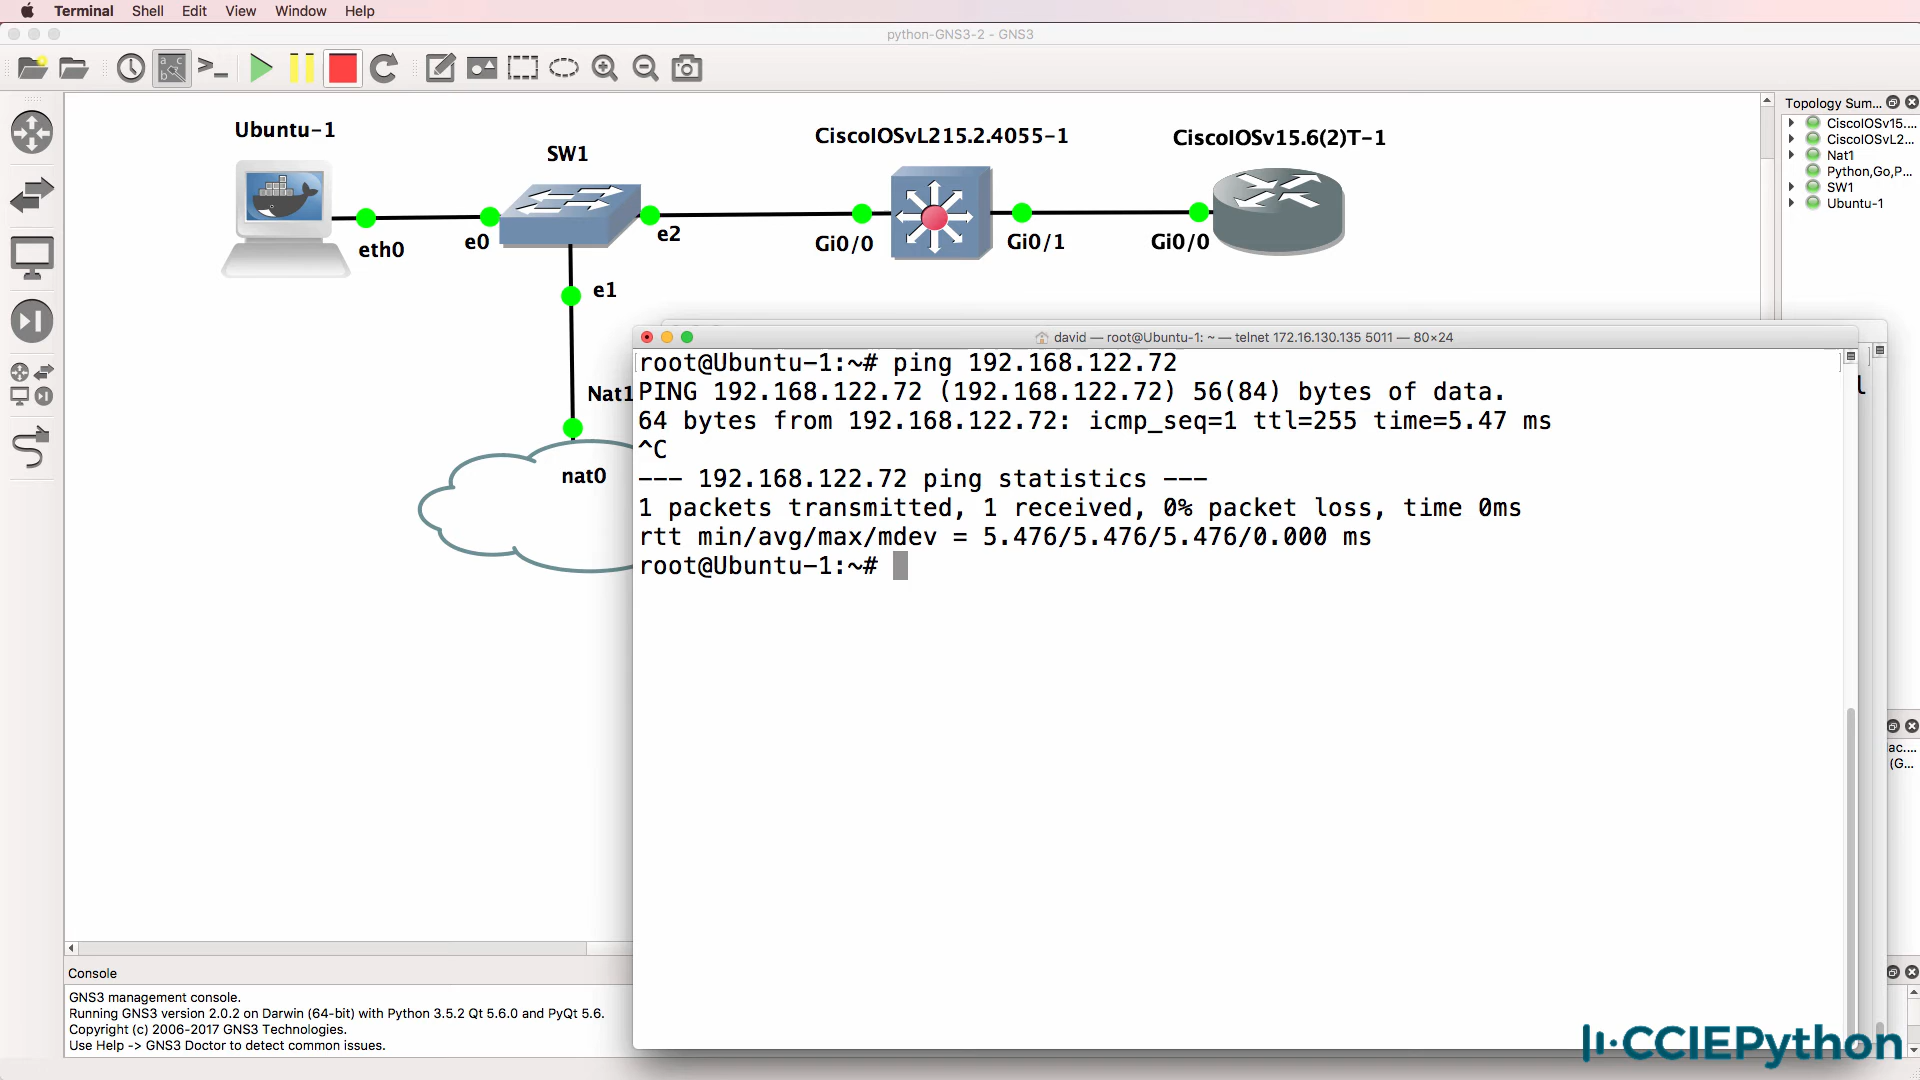 Terminal Shell Edit View Window Help
python-GNS3-2 - GNS3
Topology Sum...
CiscoIOSv15....
CiscoIOSvL2...
Nat1
Python,Go,P...
SW1
Ubuntu-1
Ubuntu-1
SW1
CiscoIOSvL215.2.4055-1
CiscoIOSv15.6(2)T-1
eth0
e0
e2
Gi0/0
Gi0/1
Gi0/0
e1
Nat1
nat0
david — root@Ubuntu-1: ~ — telnet 172.16.130.135 5011 — 80×24
root@Ubuntu-1:~# ping 192.168.122.72
PING 192.168.122.72 (192.168.122.72) 56(84) bytes of data.
64 bytes from 192.168.122.72: icmp_seq=1 ttl=255 time=5.47 ms
^C
--- 192.168.122.72 ping statistics ---
1 packets transmitted, 1 received, 0% packet loss, time 0ms
rtt min/avg/max/mdev = 5.476/5.476/5.476/0.000 ms
root@Ubuntu-1:~#
ac....
(G...
Console
GNS3 management console.
Running GNS3 version 2.0.2 on Darwin (64-bit) with Python 3.5.2 Qt 5.6.0 and PyQt 5.6.
Copyright (c) 2006-2017 GNS3 Technologies.
Use Help -> GNS3 Doctor to detect common issues.
CCIEPython